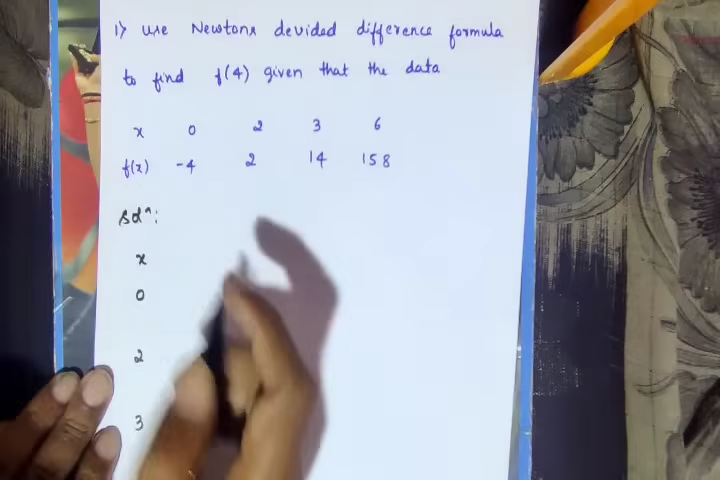 1) use Newtons devided difference formula
to find f(4) given that the data
x 0 2 3 6
f(x) -4 2 14 158
Solⁿ:
x
0
2
3